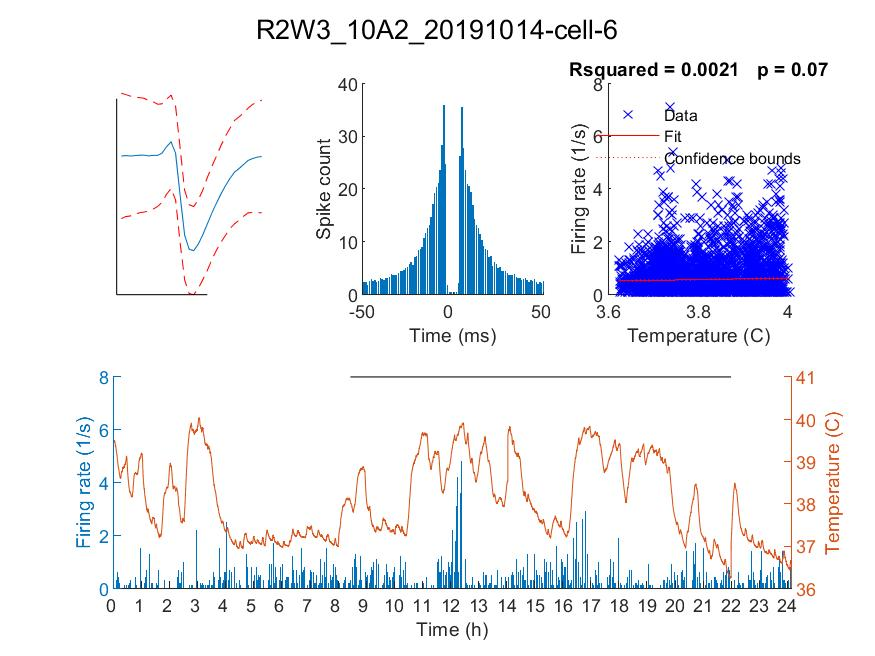 R2W3_10A2_20191014-cell-6
Rsquared = 0.0021 p = 0.07
40
30
20
10
0
Spike count
-50 0 50
Time (ms)
8
6
4
2
0
Firing rate (1/s)
Data
Fit
Confidence bounds
3.6 3.8 4
Temperature (C)
8
6
4
2
0
Firing rate (1/s)
41
40
39
38
37
36
Temperature (C)
0 1 2 3 4 5 6 7 8 9 10 11 12 13 14 15 16 17 18 19 20 21 22 23 24
Time (h)